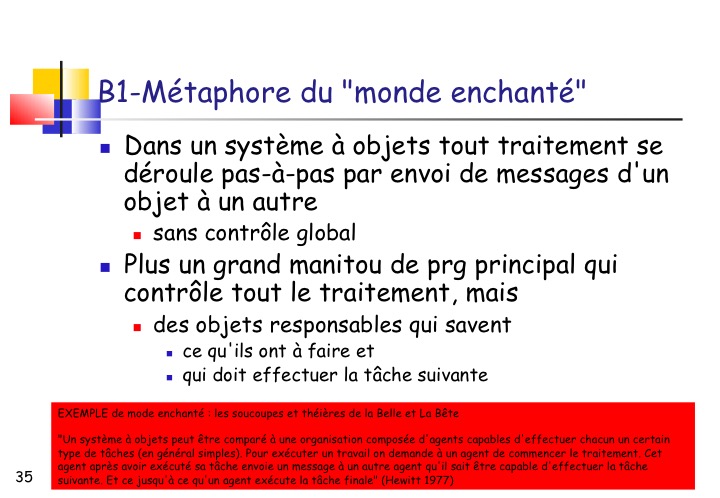 B1-Métaphore du "monde enchanté"
Dans un système à objets tout traitement se
déroule pas-à-pas par envoi de messages d'un
objet à un autre
sans contrôle global
Plus un grand manitou de prg principal qui
contrôle tout le traitement, mais
des objets responsables qui savent
ce qu'ils ont à faire et
qui doit effectuer la tâche suivante
EXEMPLE de mode enchanté : les soucoupes et théières de la Belle et La Bête
"Un système à objets peut être comparé à une organisation composée d'agents capables d'effectuer chacun un certain
type de tâches (en général simples). Pour exécuter un travail on demande à un agent de commencer le traitement. Cet
agent après avoir exécuté sa tâche envoie un message à un autre agent qu'il sait être capable d'effectuer la tâche
suivante. Et ce jusqu'à ce qu'un agent exécute la tâche finale" (Hewitt 1977)
35